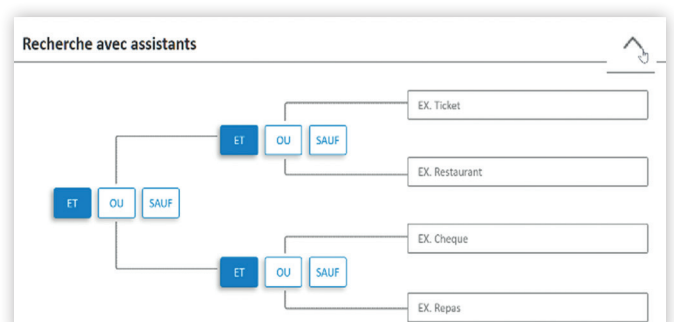 Recherche avec assistants
EX. Ticket
ET OU SAUF
EX. Restaurant
ET OU SAUF
EX. Cheque
ET OU SAUF
EX. Repas